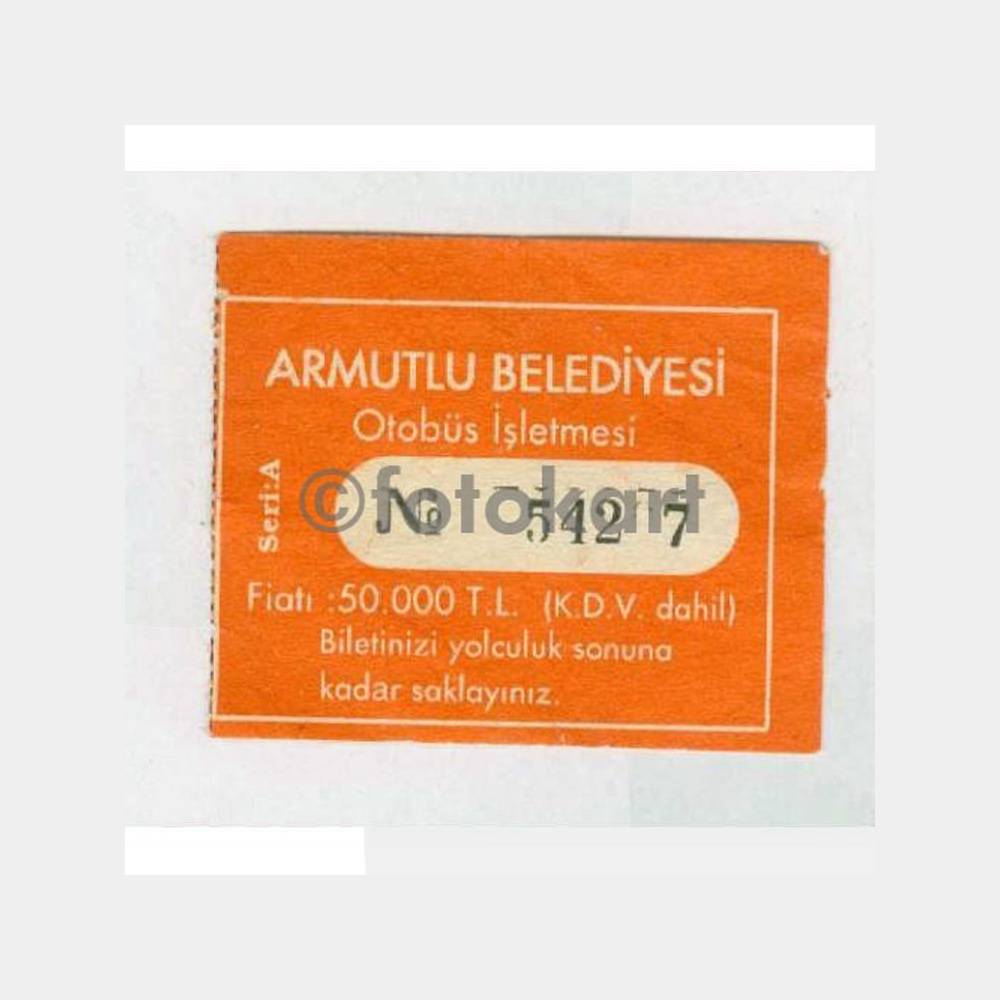 ARMUTLU BELEDİYESİ
Otobüs İşletmesi
Seri:A
©fotokart
№ 542 7
Fiatı :50.000 T.L. (K.D.V. dahil)
Biletinizi yolculuk sonuna
kadar saklayınız.